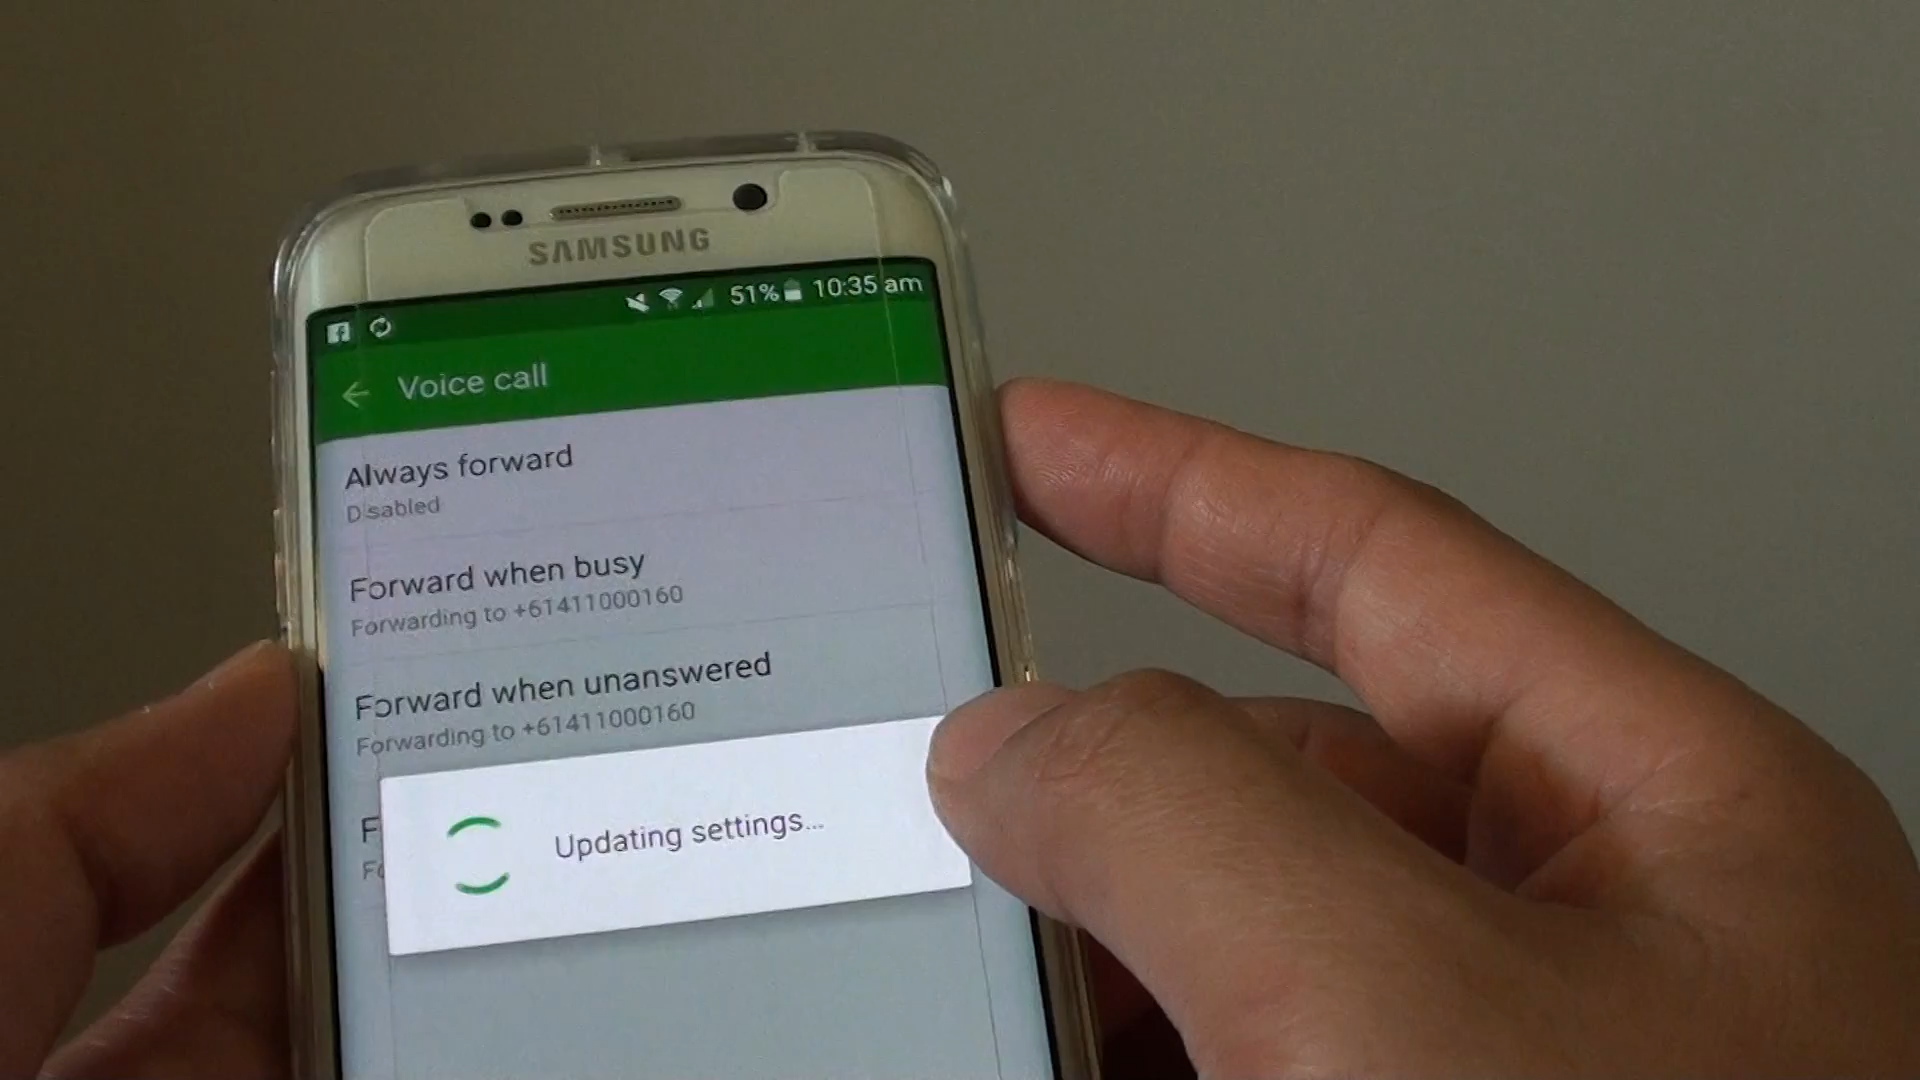 SAMSUNG
51% 10:35 am
Voice call
Always forward
Disabled
Forward when busy
Forwarding to +61411000160
Forward when unanswered
Forwarding to +61411000160
Updating settings...